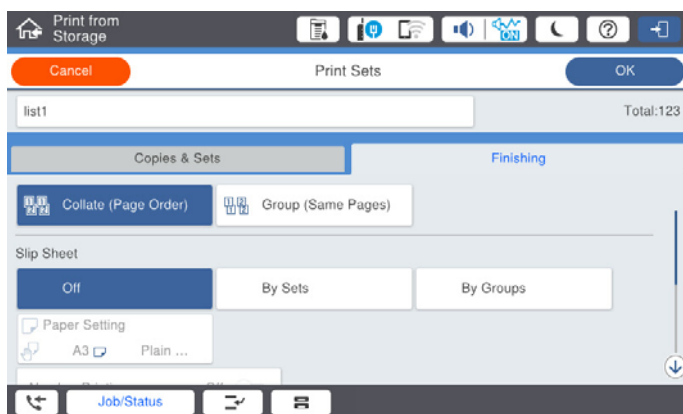 Print from
Storage
ON
Cancel
Print Sets
OK
list1
Total:123
Copies & Sets
Finishing
Collate (Page Order)
Group (Same Pages)
Slip Sheet
Off
By Sets
By Groups
Paper Setting
A3
Plain ...
Job/Status